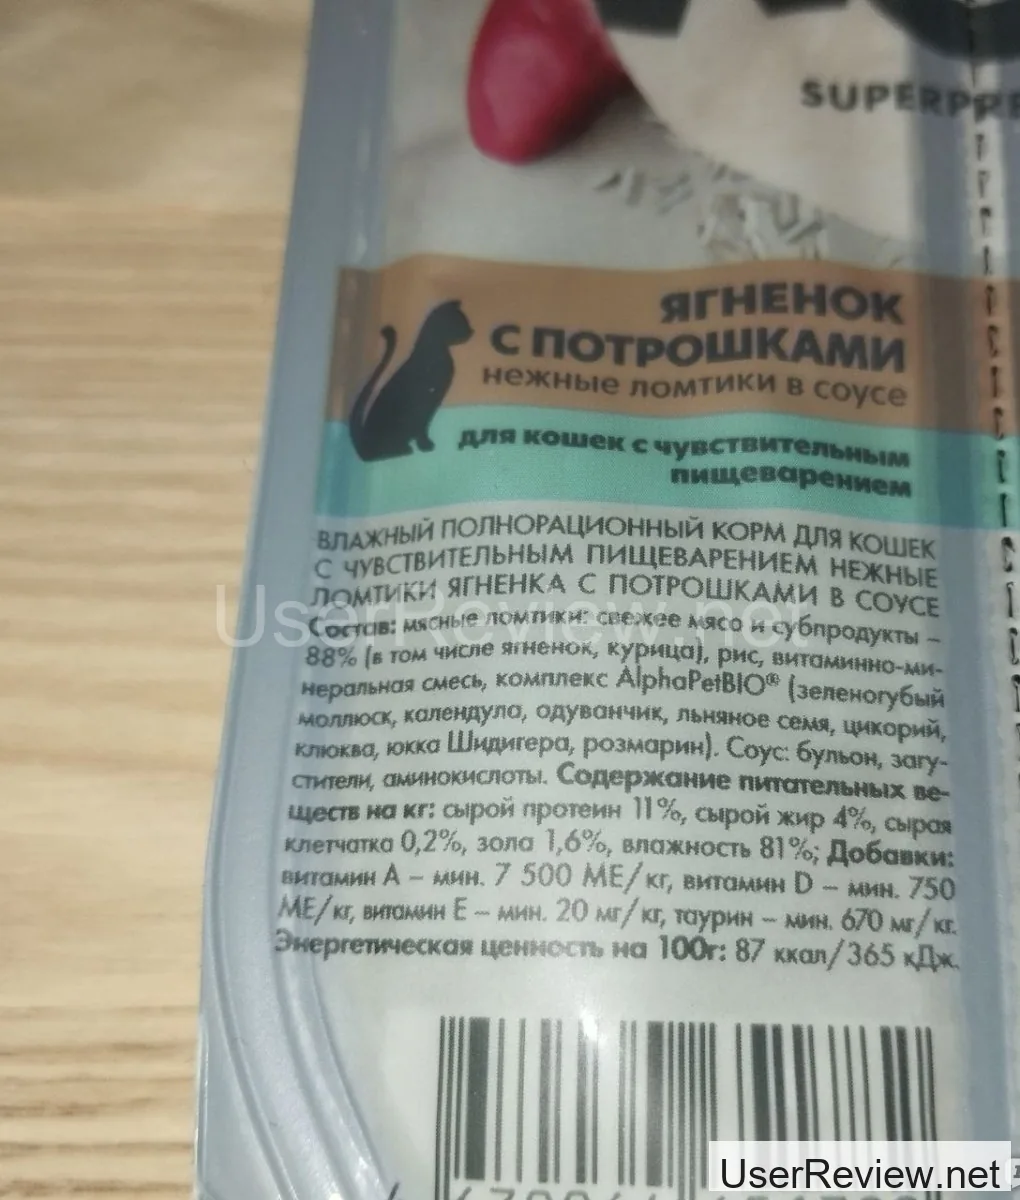 SUPERPRE
ЯГНЕНОК
С ПОТРОШКАМИ
нежные ломтики в соусе
для кошек с чувствительным
пищеварением
ВЛАЖНЫЙ ПОЛНОРАЦИОННЫЙ КОРМ ДЛЯ КОШЕК
С ЧУВСТВИТЕЛЬНЫМ ПИЩЕВАРЕНИЕМ НЕЖНЫЕ
ЛОМТИКИ ЯГНЕНКА С ПОТРОШКАМИ В СОУСЕ
Состав: мясные ломтики: свежее мясо и субпродукты –
88% (в том числе ягненок, курица), рис, витаминно-ми-
неральная смесь, комплекс AlphaPetBIO® (зеленогубый
моллюск, календула, одуванчик, льняное семя, цикорий,
клюква, юкка Шидигера, розмарин). Соус: бульон, загу-
стители, аминокислоты. Содержание питательных ве-
ществ на кг: сырой протеин 11%, сырой жир 4%, сырая
клетчатка 0,2%, зола 1,6%, влажность 81%; Добавки:
витамин А – мин. 7 500 МЕ/кг, витамин D – мин. 750
МЕ/кг, витамин Е – мин. 20 мг/кг, таурин – мин. 670 мг/кг.
Энергетическая ценность на 100г: 87 ккал/365 кДж.
UserReview.net
UserReview.net